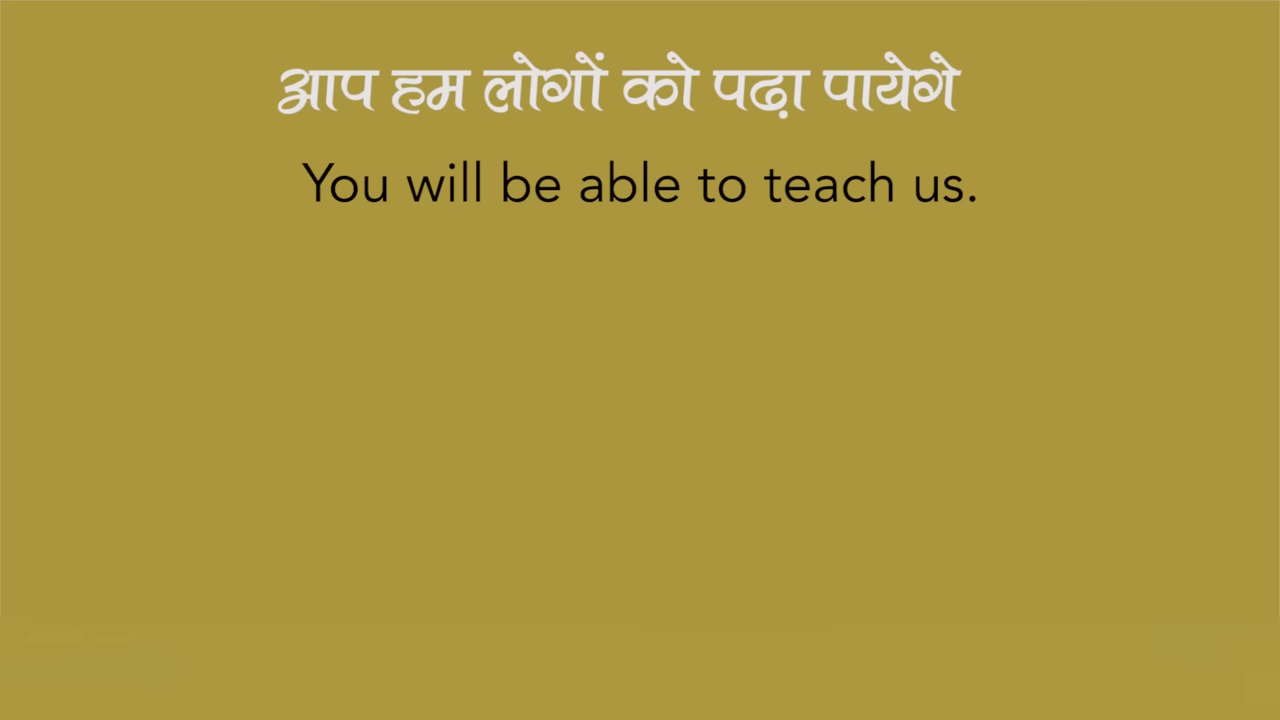 आप हम लोगों को पढ़ा पायेगे
You will be able to teach us.